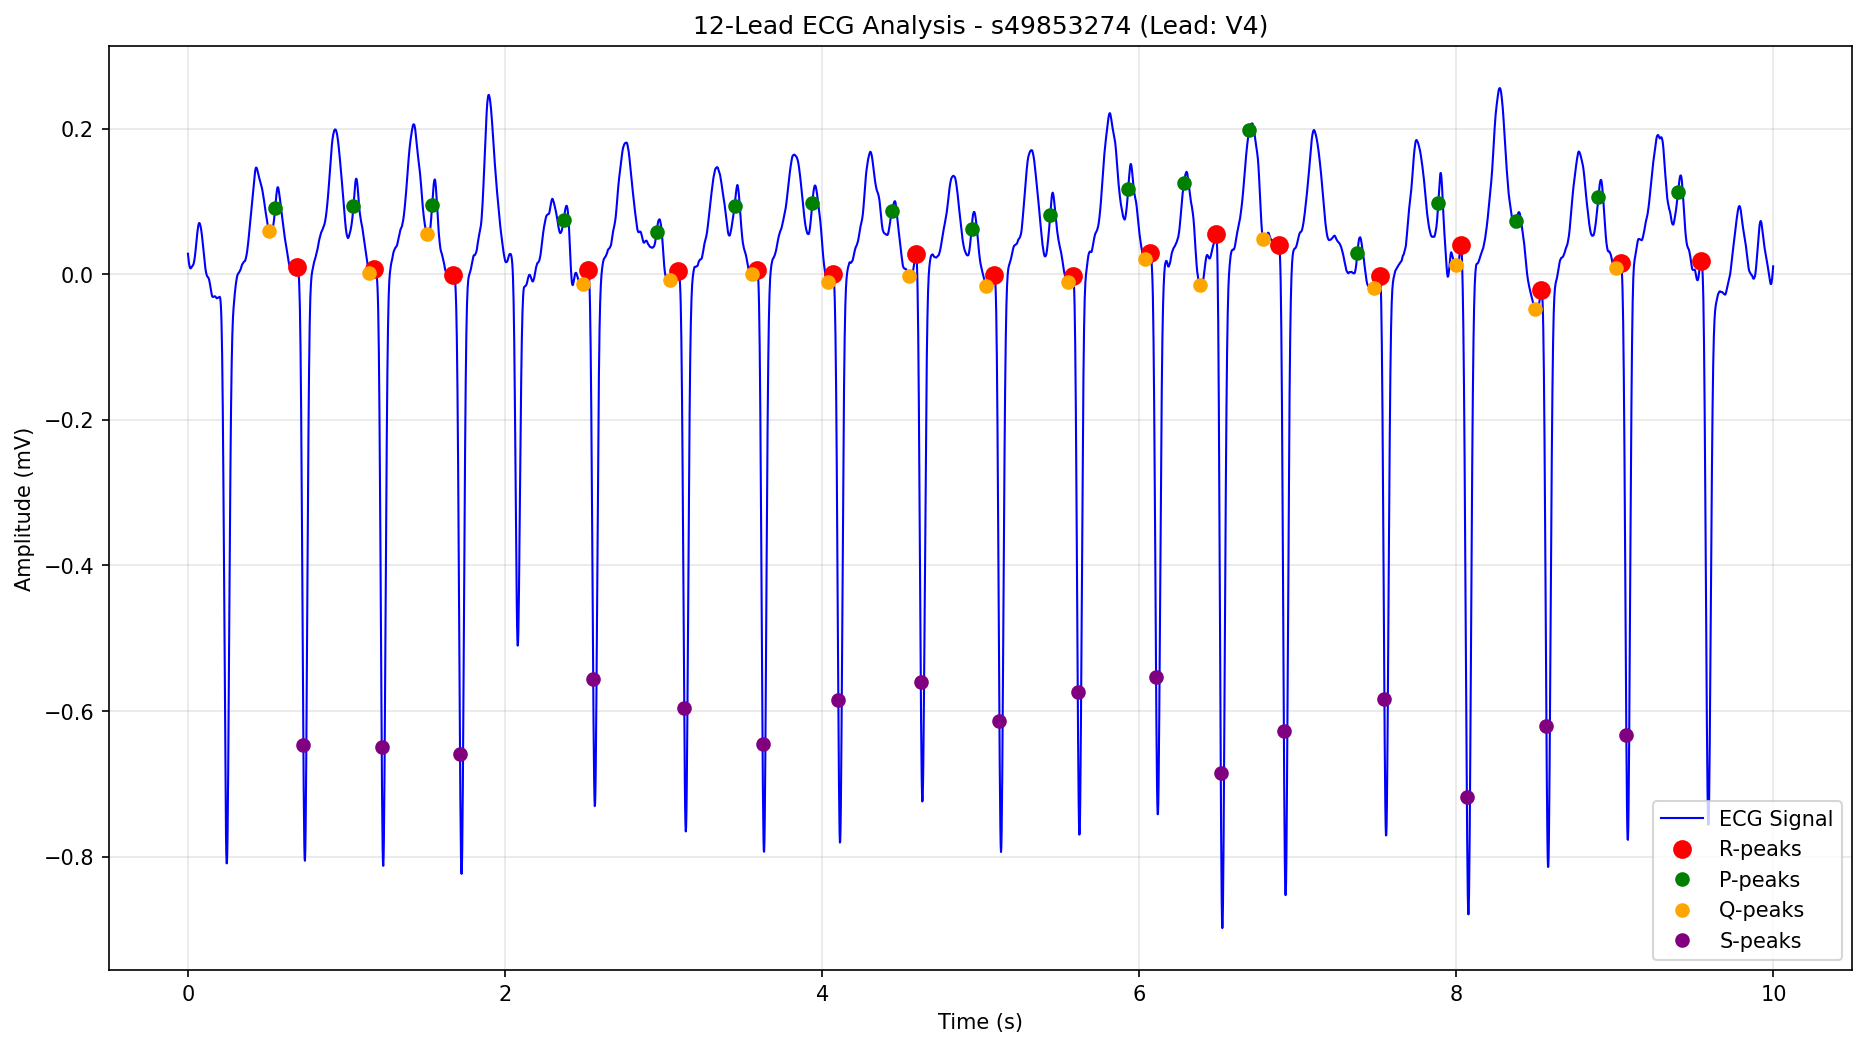 12-Lead ECG Analysis - s49853274 (Lead: V4)
Amplitude (mV)
0.2
0.0
−0.2
−0.4
−0.6
−0.8
0
2
4
6
8
10
Time (s)
ECG Signal
R-peaks
P-peaks
Q-peaks
S-peaks